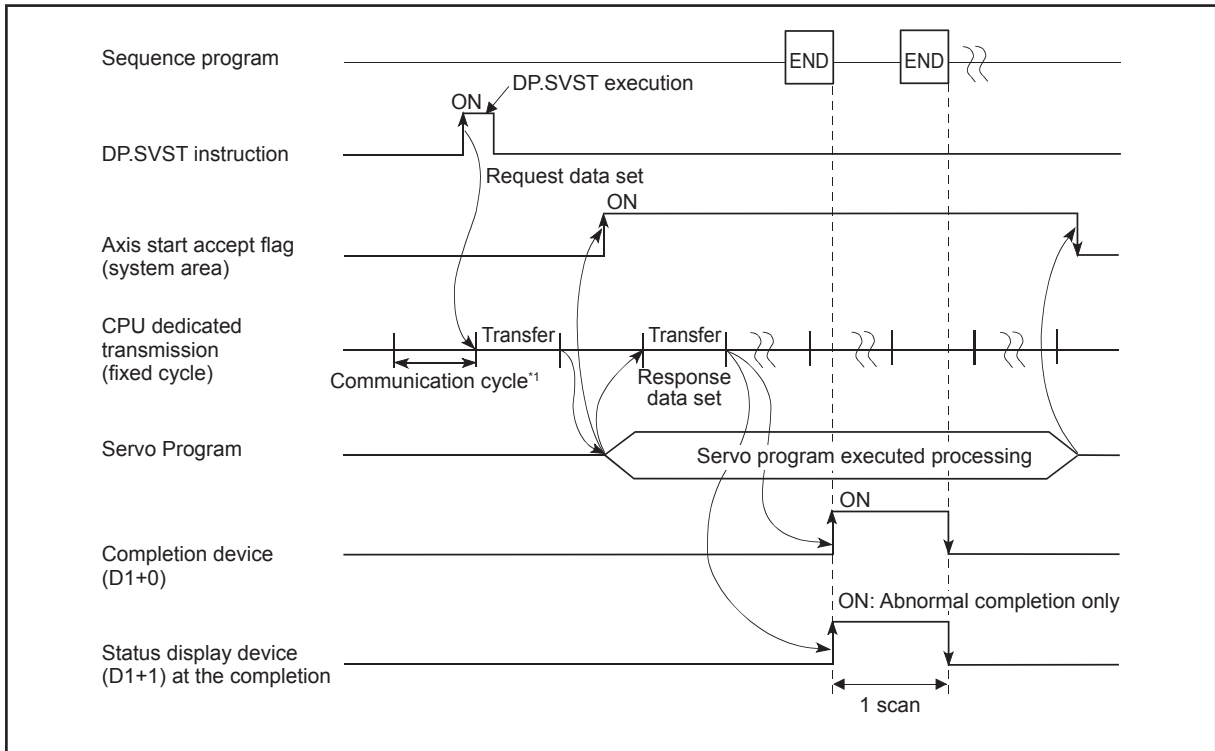 Sequence program
END
END
ON
DP.SVST execution
DP.SVST instruction
Request data set
ON
Axis start accept flag
(system area)
CPU dedicated
transmission
(fixed cycle)
Transfer
Transfer
Communication cycle*1
Response
data set
Servo Program
Servo program executed processing
ON
Completion device
(D1+0)
ON: Abnormal completion only
Status display device
(D1+1) at the completion
1 scan